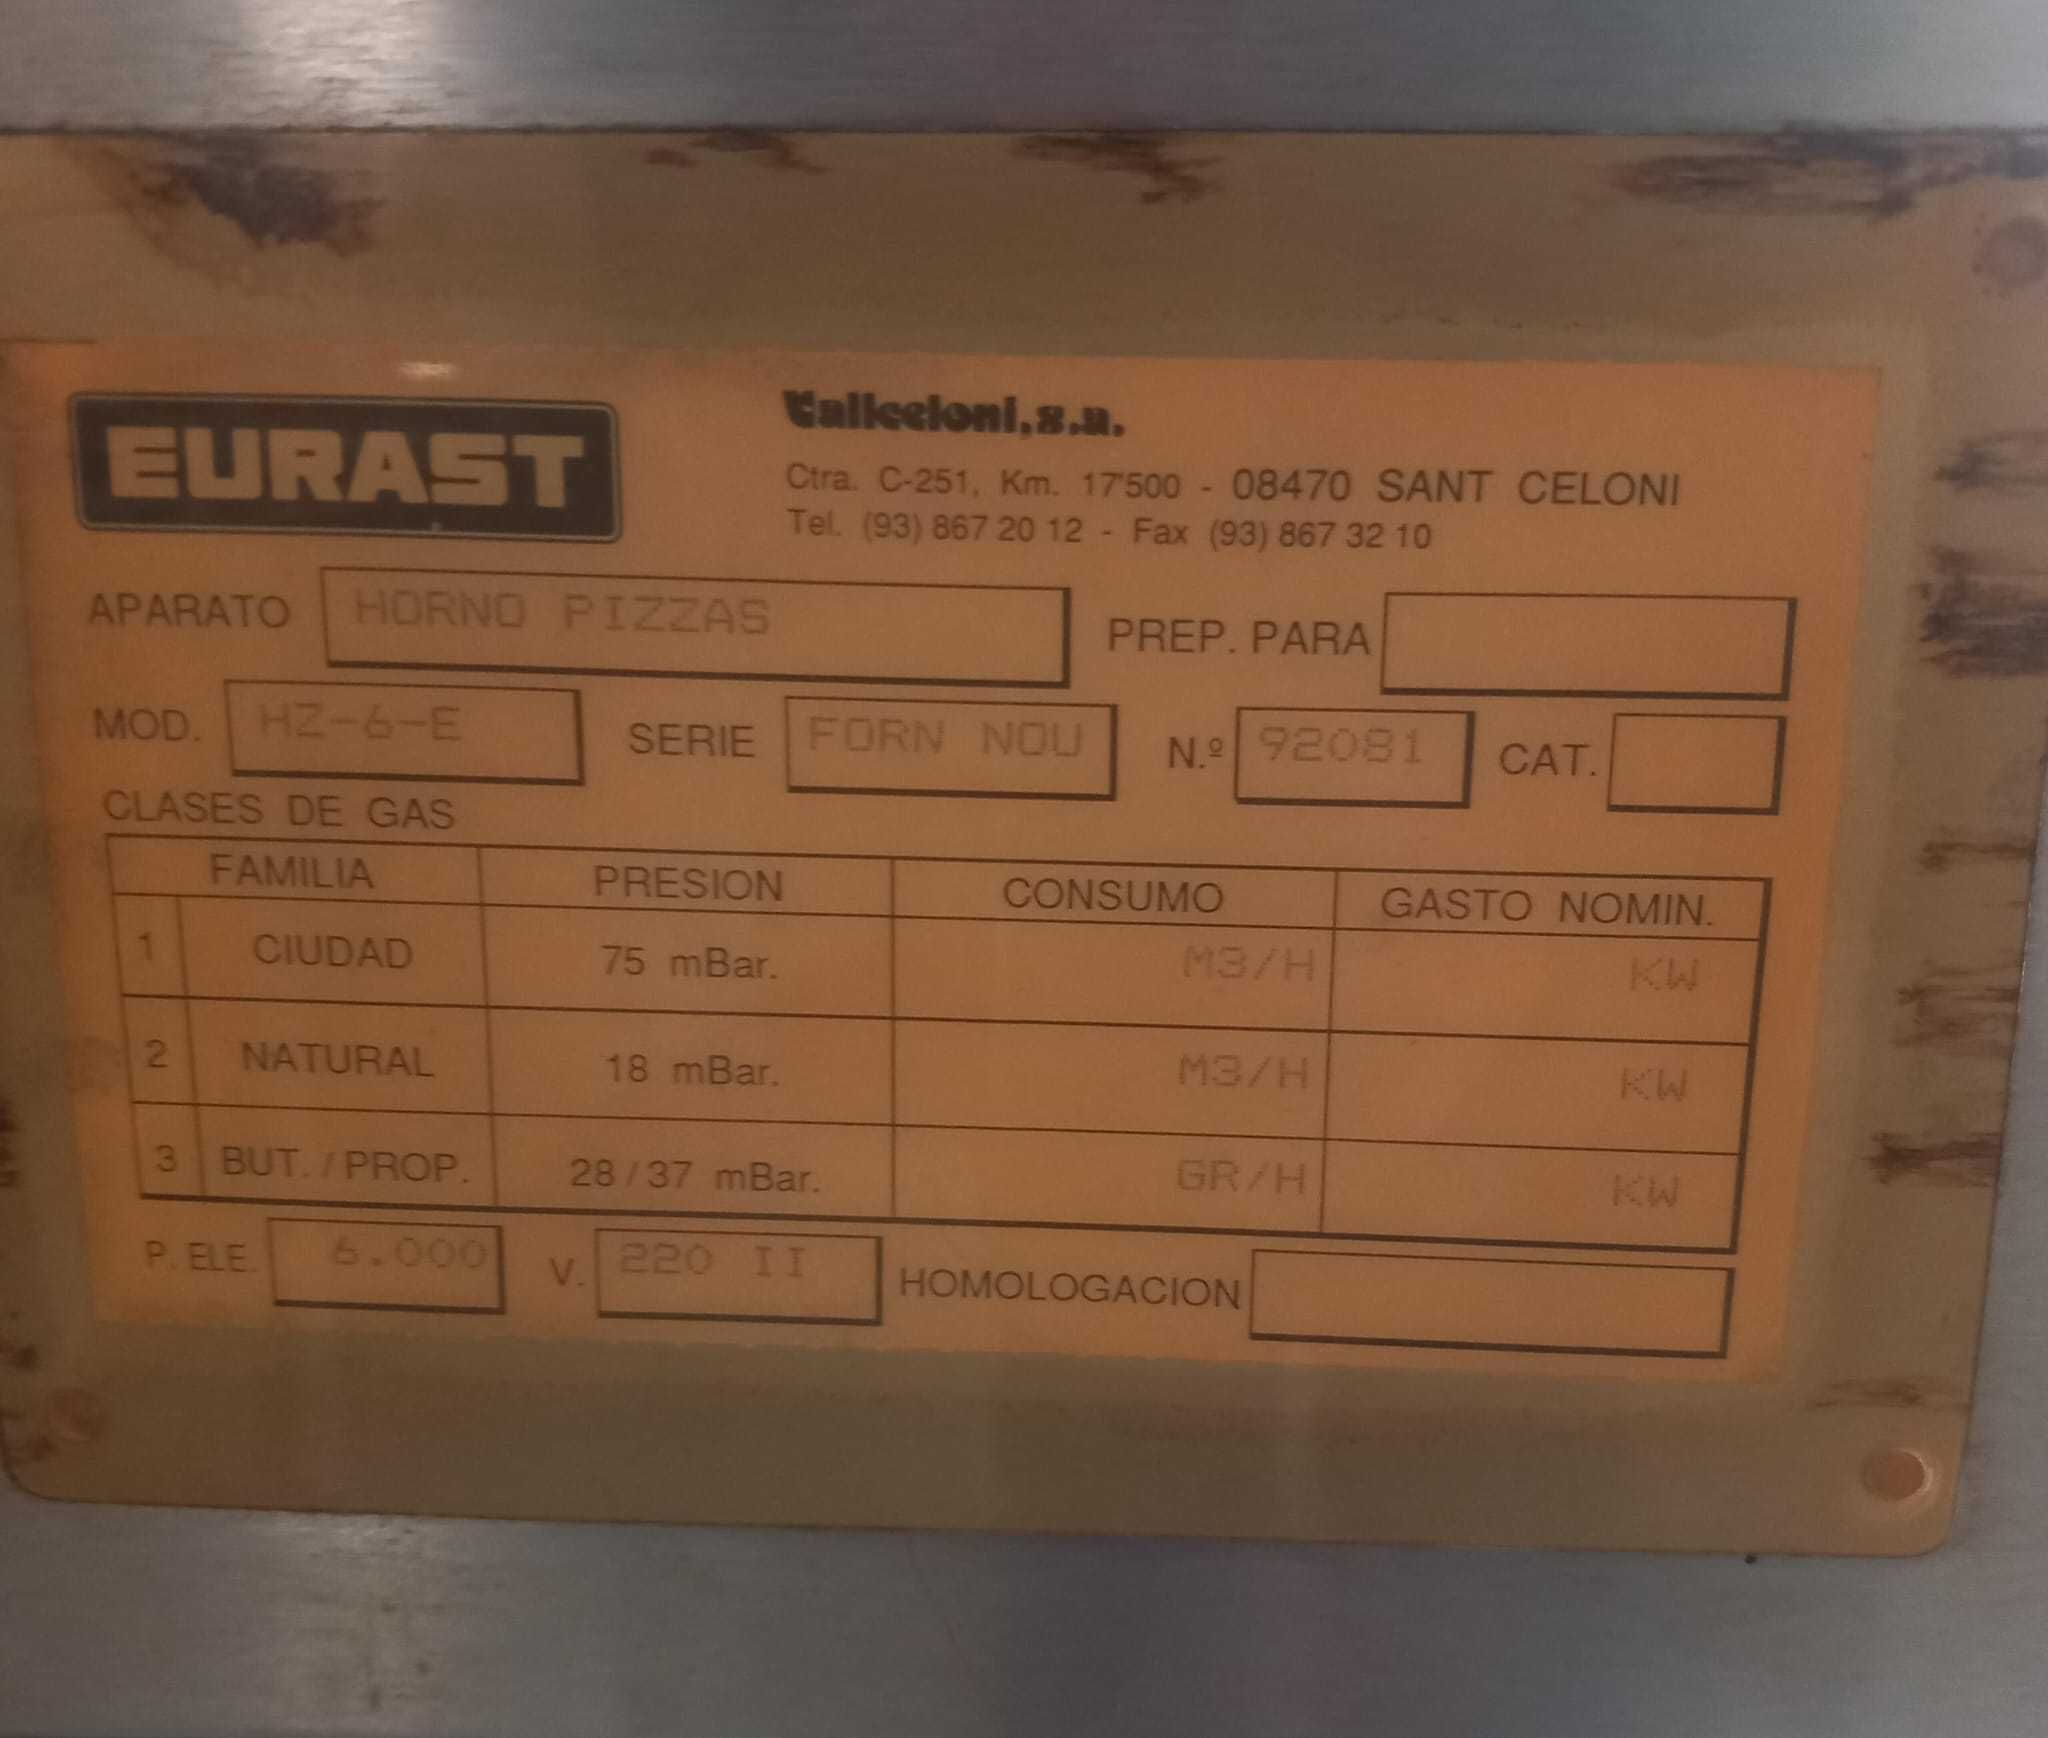 EURAST
Vallceloni, s.a.
Ctra. C-251, Km. 17'500 - 08470 SANT CELONI
Tel. (93) 867 20 12 - Fax (93) 867 32 10
APARATO HORNO PIZZAS PREP. PARA
MOD. HZ-6-E SERIE FORN NOU N.º 92081 CAT.
CLASES DE GAS
FAMILIA PRESION CONSUMO GASTO NOMIN.
1 CIUDAD 75 mBar. M3/H KW
2 NATURAL 18 mBar. M3/H KW
3 BUT./PROP. 28/37 mBar. GR/H KW
P. ELE. 6.000 V. 220 II HOMOLOGACION